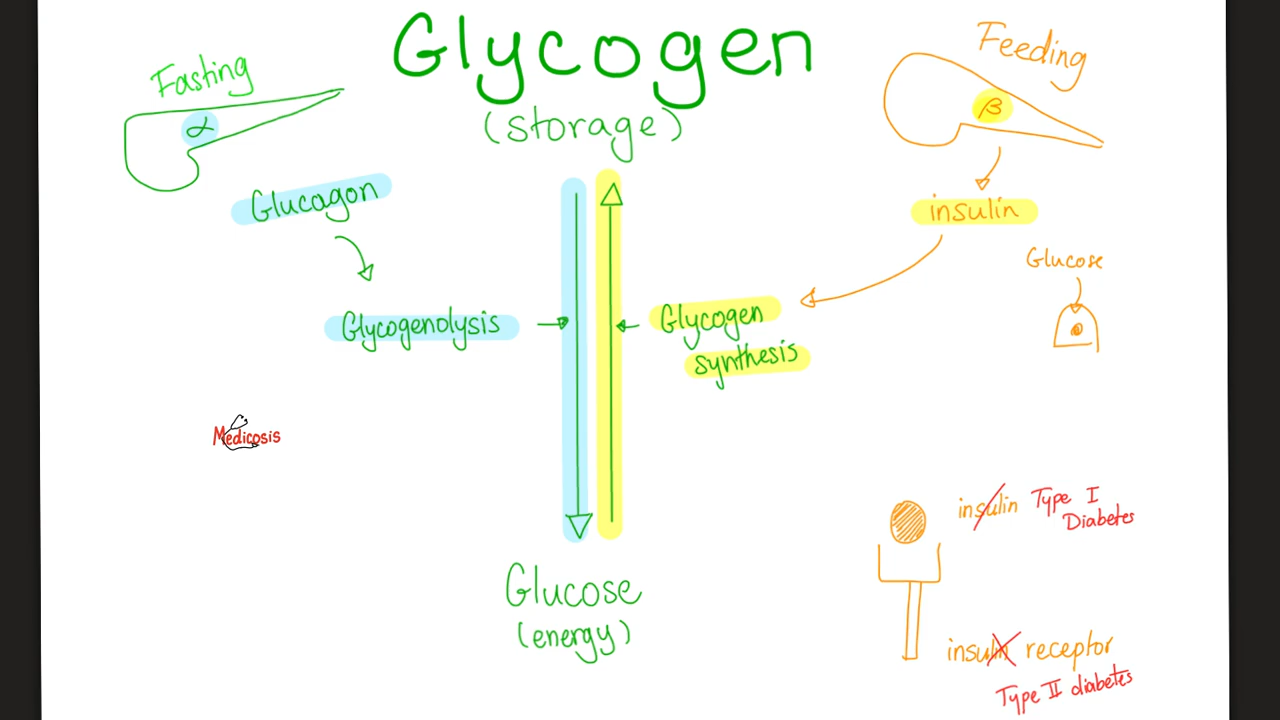 Glycogen
(storage)
Fasting
α
Glucagon
Glycogenolysis
Feeding
β
insulin
Glucose
Glycogen
synthesis
Medicosis
Glucose
(energy)
insulin Type I
Diabetes
insulin receptor
Type II diabetes